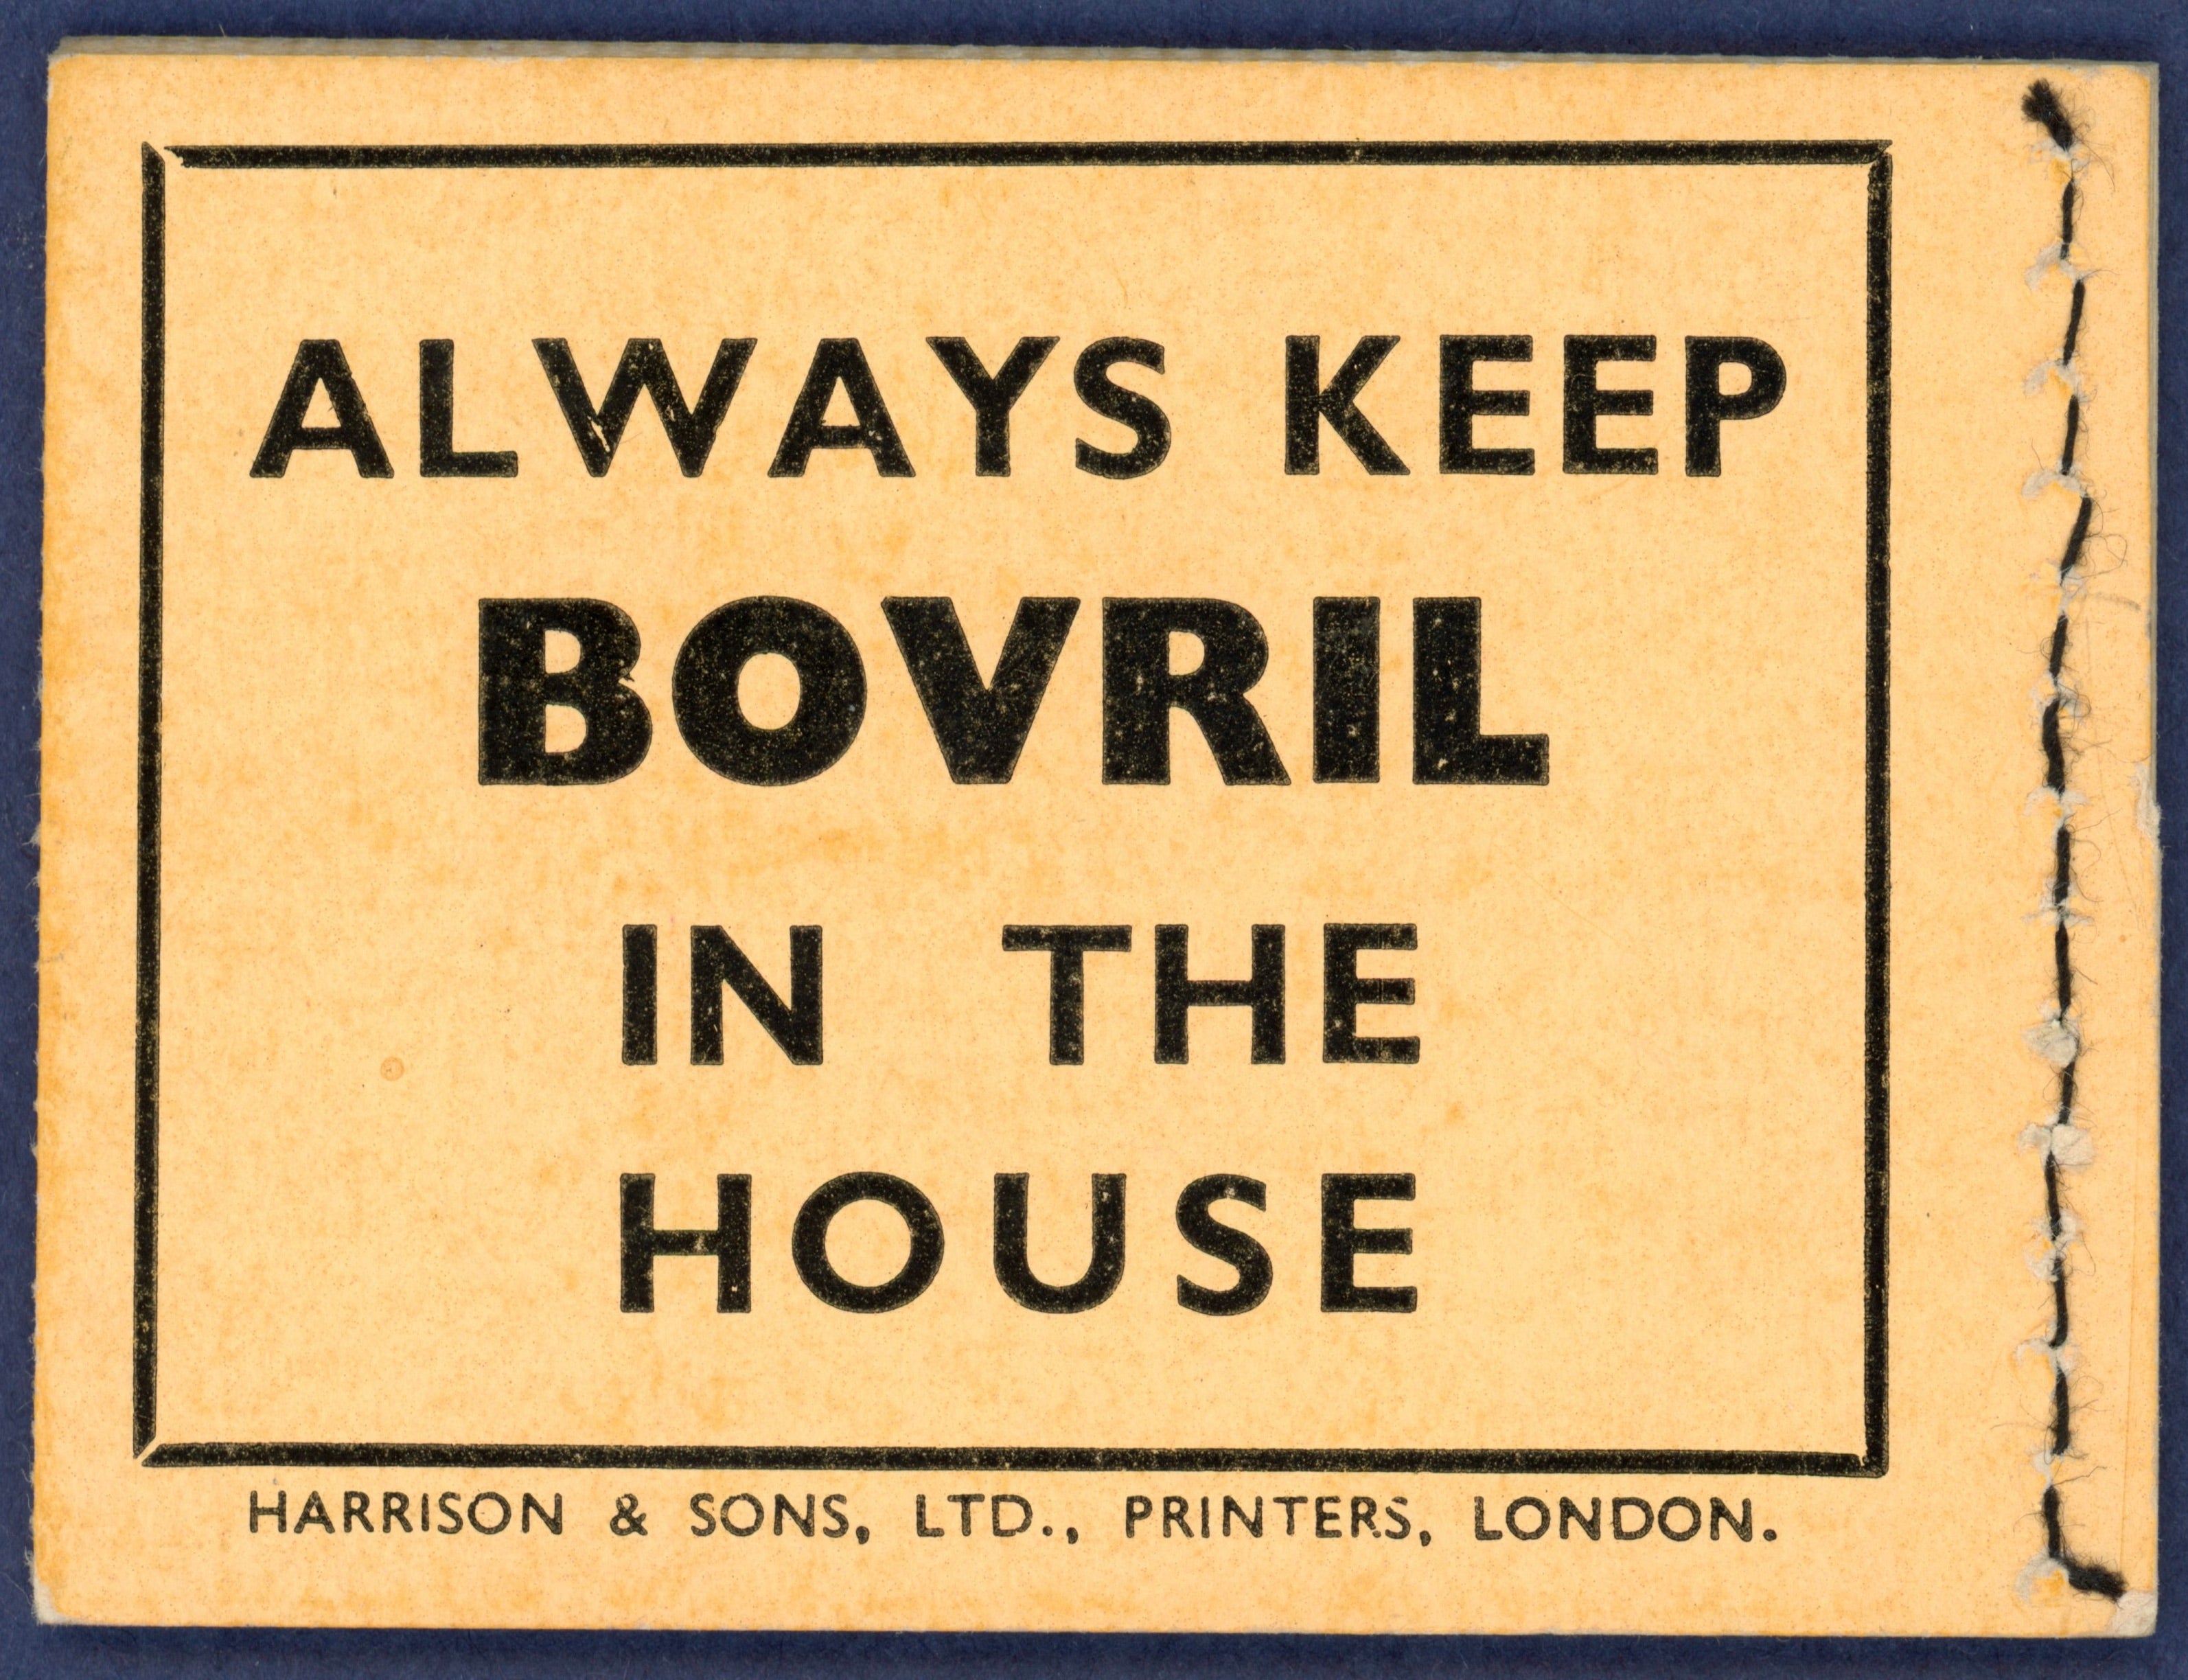 ALWAYS KEEP
BOVRIL
IN THE
HOUSE
HARRISON & SONS, LTD., PRINTERS, LONDON.